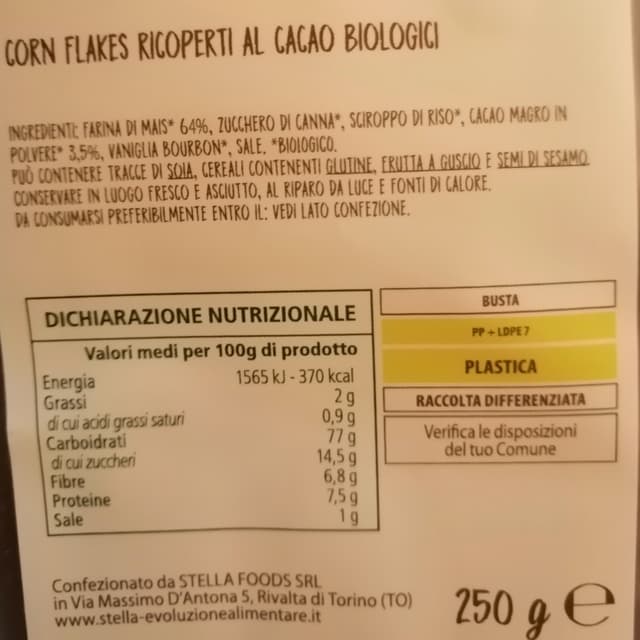 CORN FLAKES RICOPERTI AL CACAO BIOLOGICI
INGREDIENTI: FARINA DI MAIS* 64%, ZUCCHERO DI CANNA*, SCIROPPO DI RISO*, CACAO MAGRO IN
POLVERE* 3,5%, VANIGLIA BOURBON*, SALE. *BIOLOGICO.
PUÒ CONTENERE TRACCE DI SOIA, CEREALI CONTENENTI GLUTINE, FRUTTA A GUSCIO E SEMI DI SESAMO.
CONSERVARE IN LUOGO FRESCO E ASCIUTTO, AL RIPARO DA LUCE E FONTI DI CALORE.
DA CONSUMARSI PREFERIBILMENTE ENTRO IL: VEDI LATO CONFEZIONE.
DICHIARAZIONE NUTRIZIONALE
Valori medi per 100g di prodotto
Energia 1565 kJ - 370 kcal
Grassi 2 g
di cui acidi grassi saturi 0,9 g
Carboidrati 77 g
di cui zuccheri 14,5 g
Fibre 6,8 g
Proteine 7,5 g
Sale 1 g
BUSTA
PP + LDPE 7
PLASTICA
RACCOLTA DIFFERENZIATA
Verifica le disposizioni
del tuo Comune
Confezionato da STELLA FOODS SRL
in Via Massimo D'Antona 5, Rivalta di Torino (TO)
www.stella-evoluzionealimentare.it
250 g e